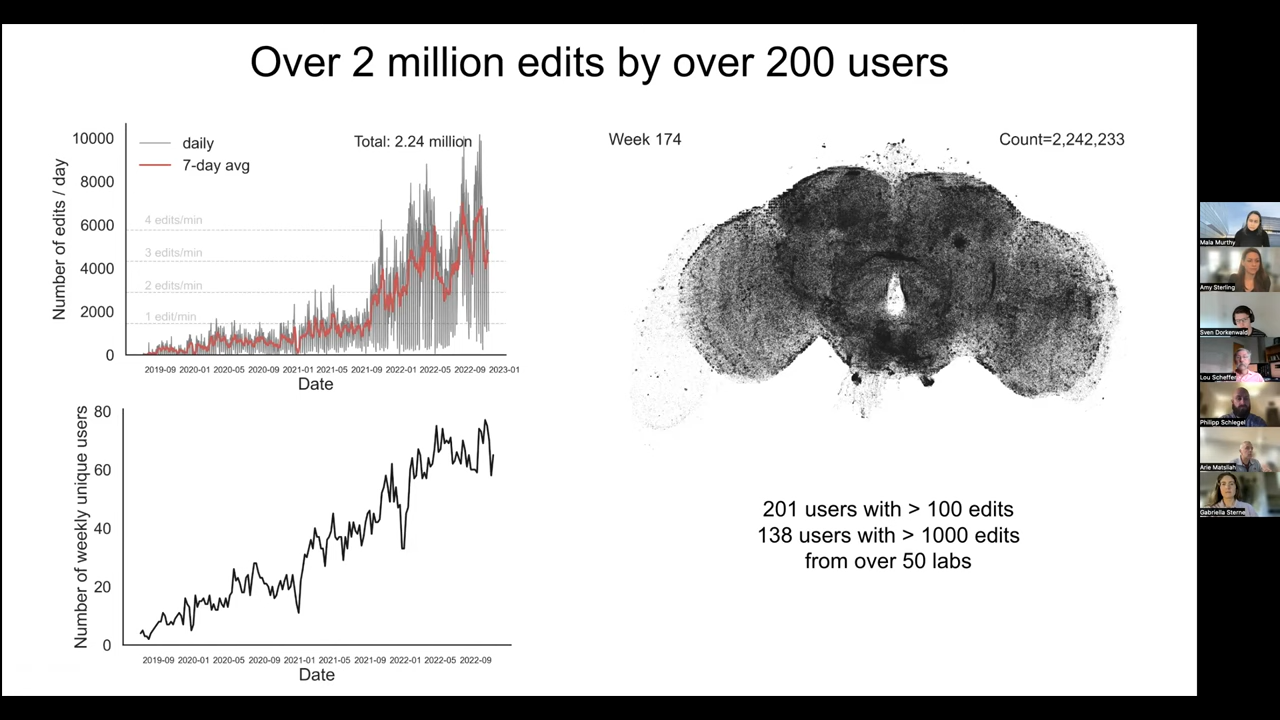 Over 2 million edits by over 200 users
10000
8000
6000
4000
2000
0
Number of edits / day
daily
7-day avg
Total: 2.24 million
4 edits/min
3 edits/min
2 edits/min
1 edit/min
2019-09 2020-01 2020-05 2020-09 2021-01 2021-05 2021-09 2022-01 2022-05 2022-09 2023-01
Date
80
60
40
20
0
Number of weekly unique users
2019-09 2020-01 2020-05 2020-09 2021-01 2021-05 2021-09 2022-01 2022-05 2022-09
Date
Week 174
Count=2,242,233
201 users with > 100 edits
138 users with > 1000 edits
from over 50 labs
Mala Murthy
Amy Sterling
Sven Dorkenwald
Lou Scheffer
Philipp Schlegel
Arie Matsliah
Gabriella Sterne